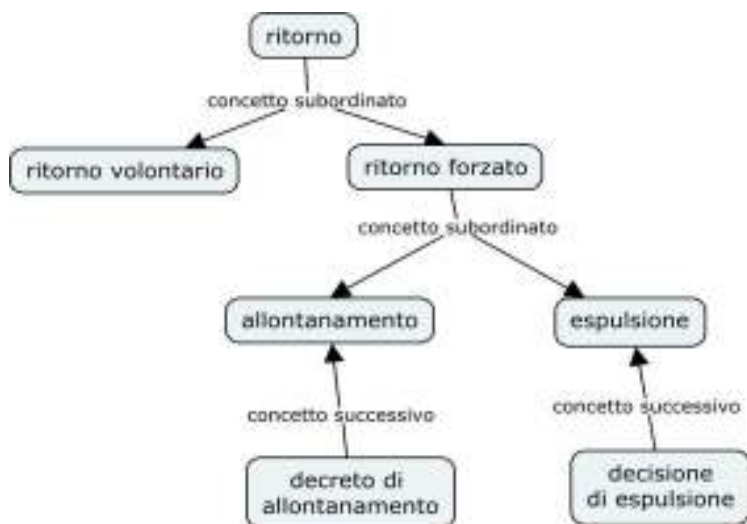 ritorno
concetto subordinato
ritorno volontario
ritorno forzato
concetto subordinato
allontanamento
espulsione
concetto successivo
concetto successivo
decreto di
allontanamento
decisione
di espulsione